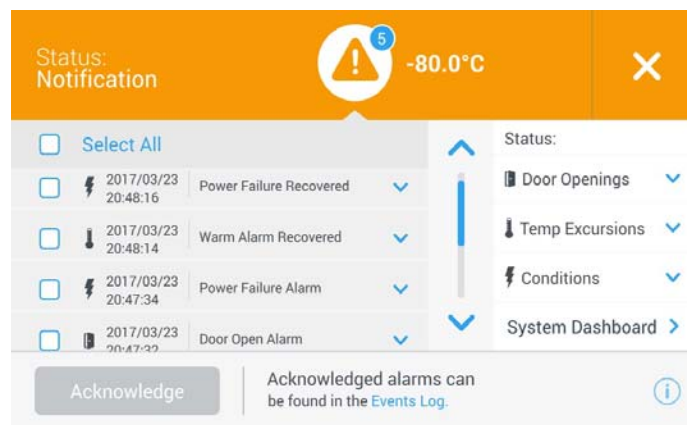 Status:
Notification
5
-80.0°C
Select All
2017/03/23
20:48:16
Power Failure Recovered
2017/03/23
20:48:14
Warm Alarm Recovered
2017/03/23
20:47:34
Power Failure Alarm
2017/03/23
20:47:32
Door Open Alarm
Status:
Door Openings
Temp Excursions
Conditions
System Dashboard
Acknowledge
Acknowledged alarms can
be found in the Events Log.